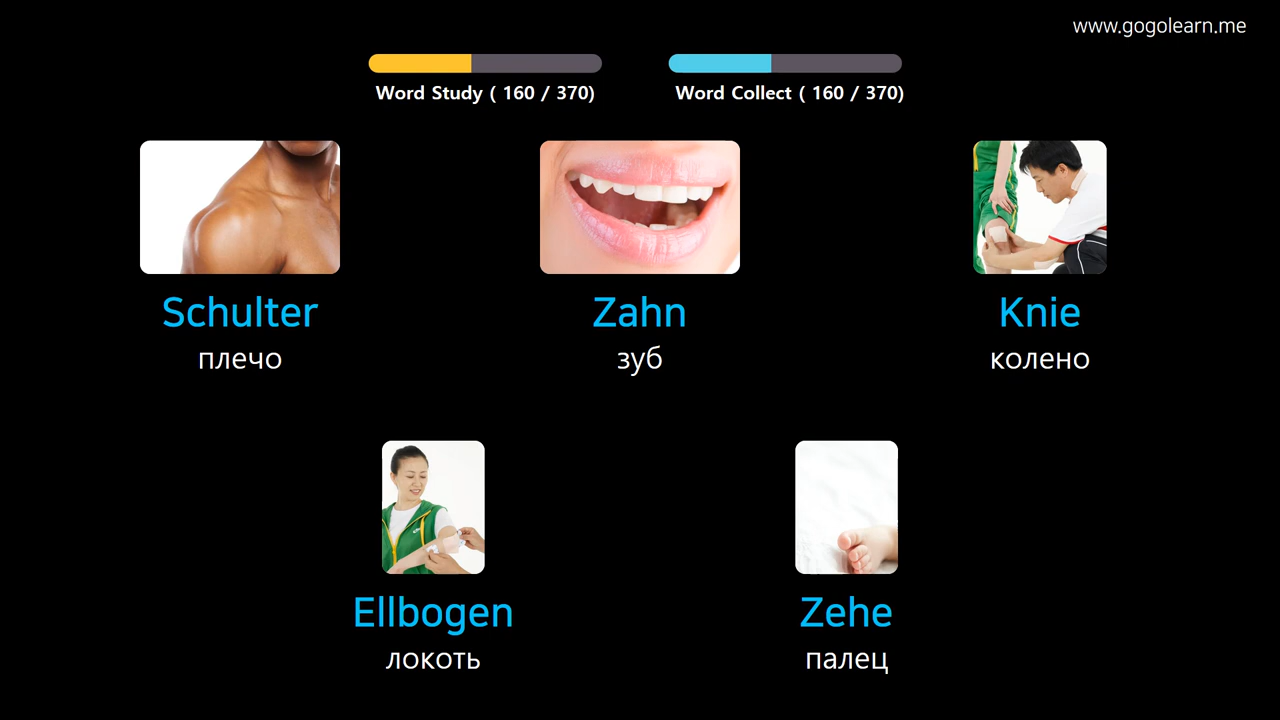 www.gogolearn.me
Word Study ( 160 / 370)
Word Collect ( 160 / 370)
Schulter
плечо
Zahn
зуб
Knie
колено
Ellbogen
локоть
Zehe
палец